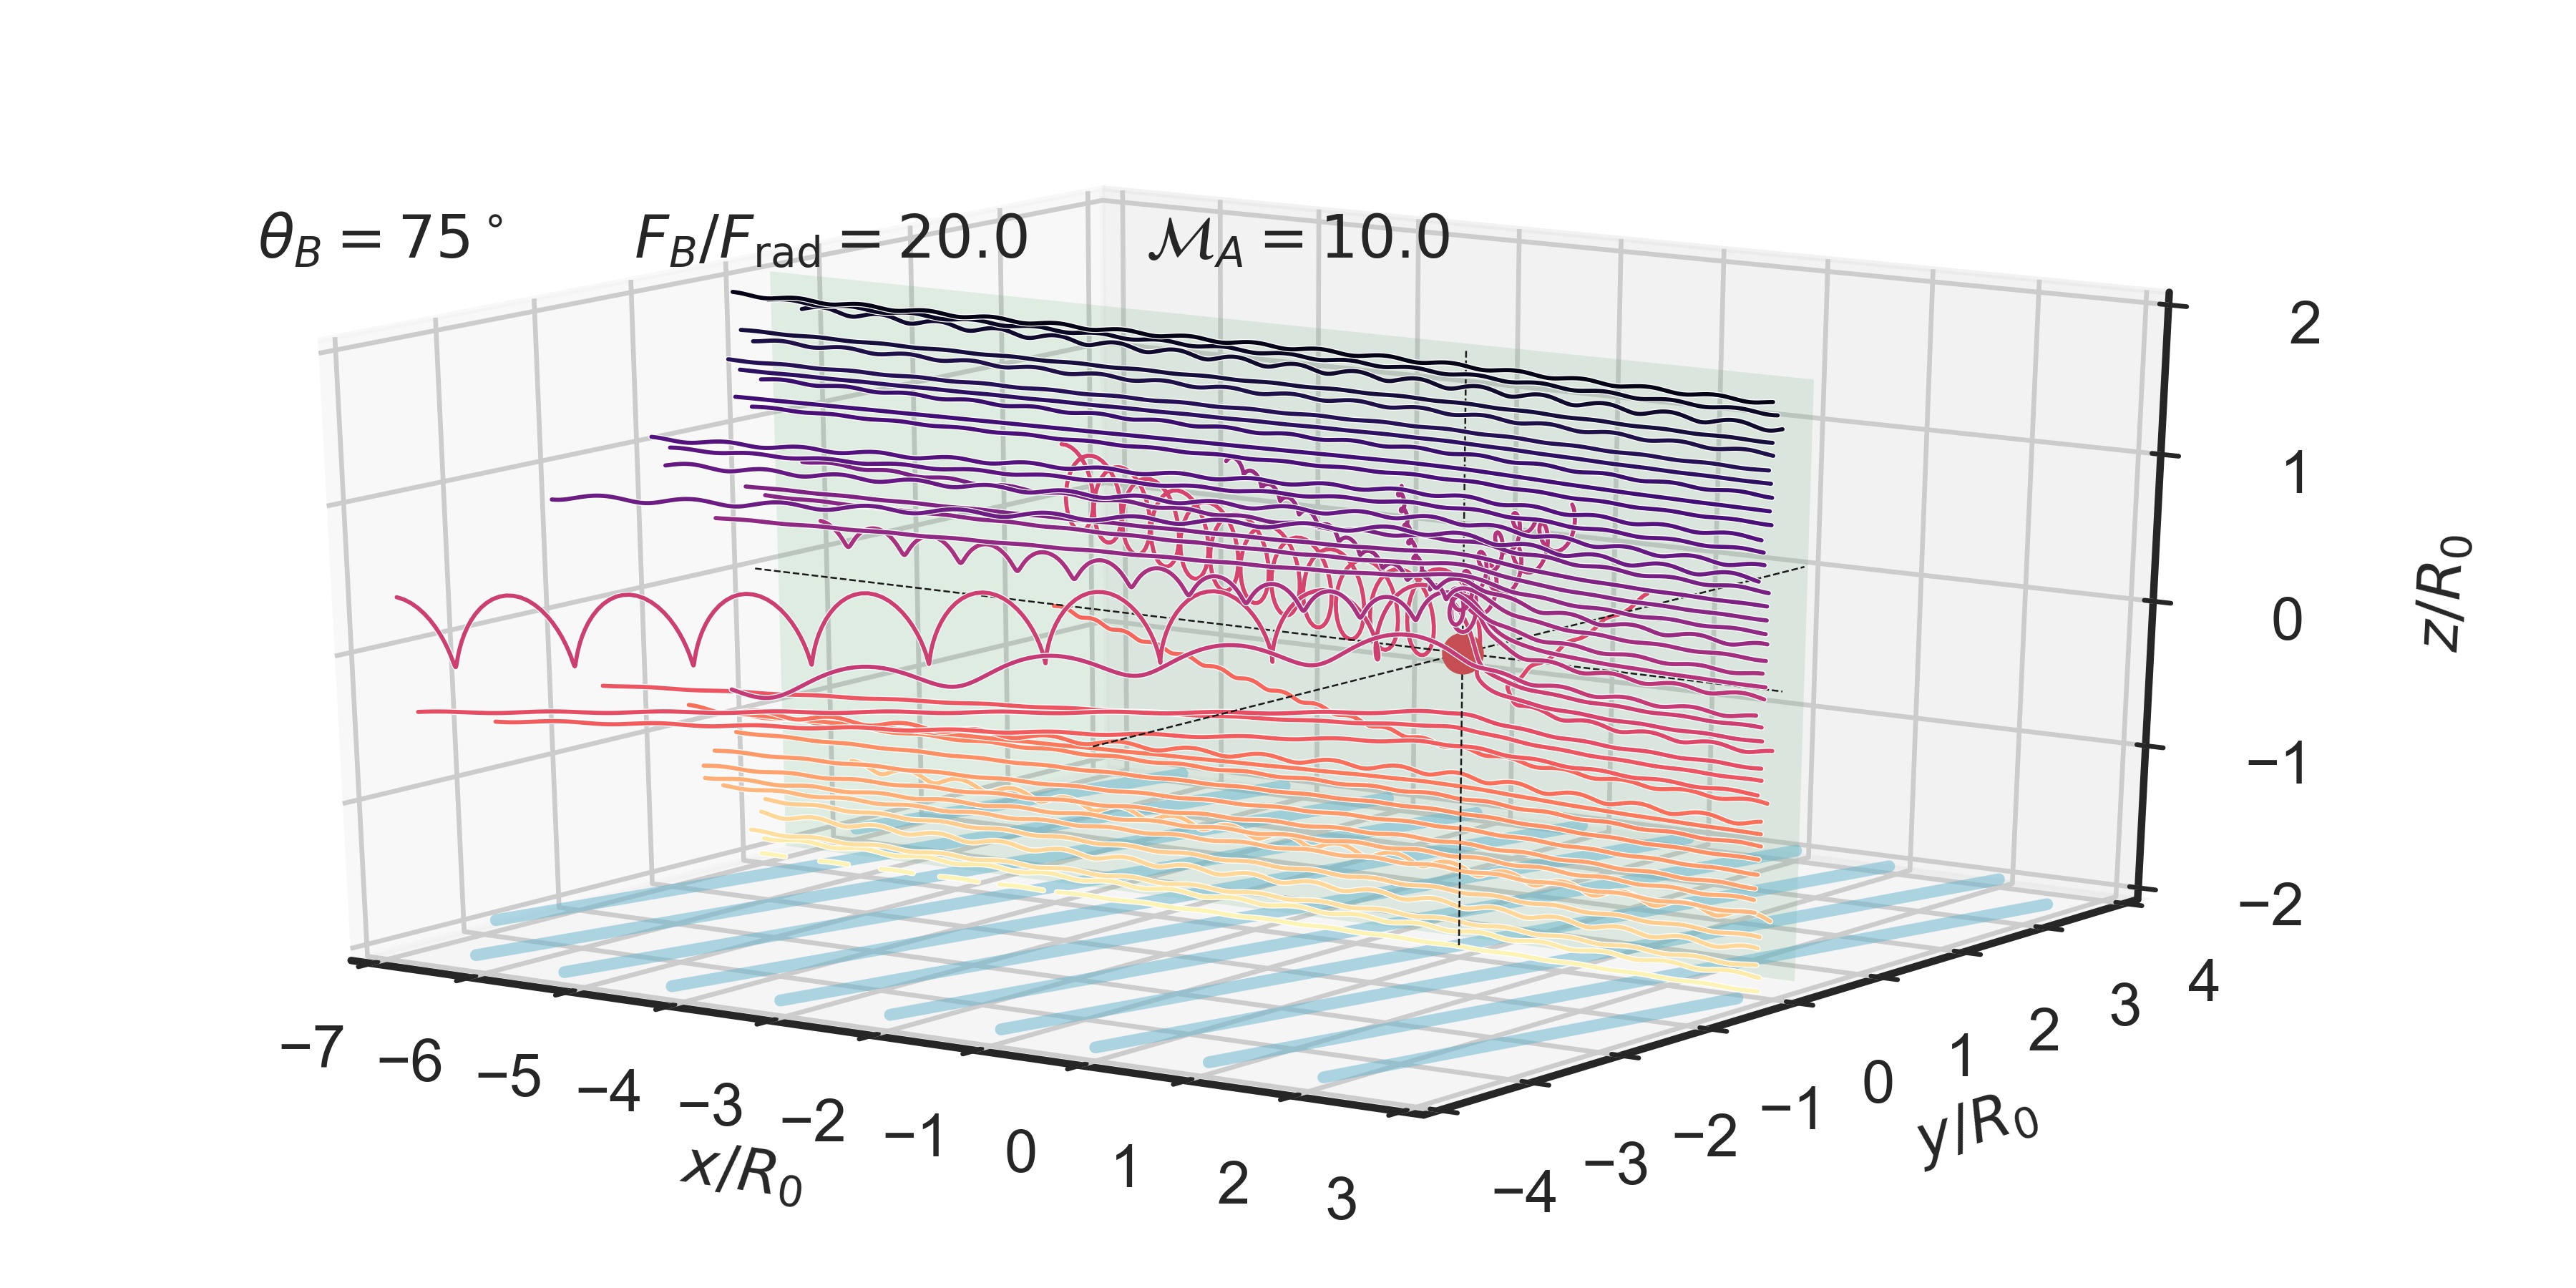 θ_B = 75° F_B/F_rad = 20.0 ℳ_A = 10.0
2
1
0
−1
−2
z/R₀
−7 −6 −5 −4 −3 −2 −1 0 1 2 3
x/R₀
−4 −3 −2 −1 0 1 2 3 4
y/R₀